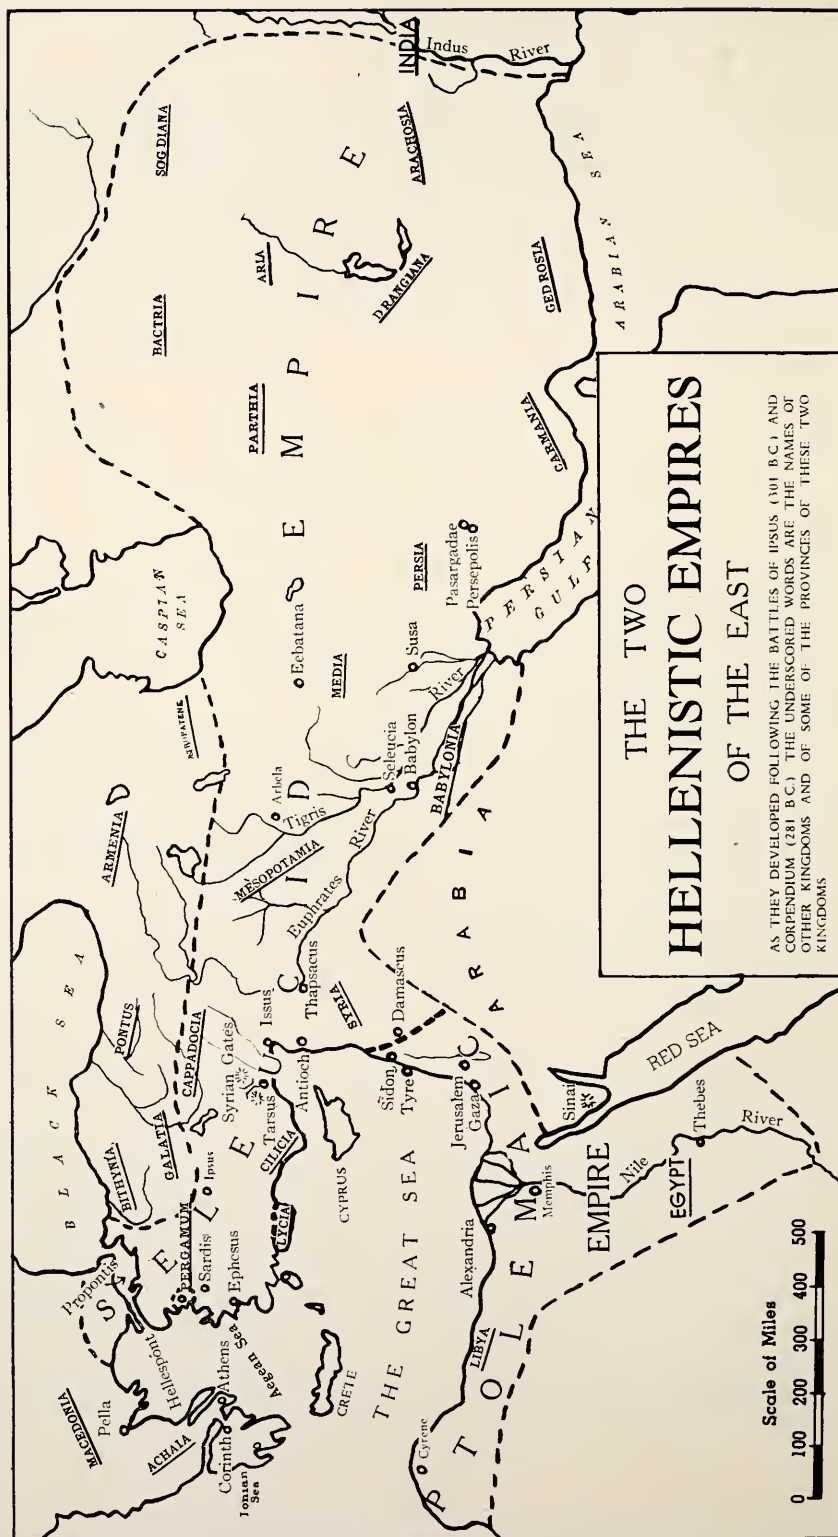 THE TWO
HELLENISTIC EMPIRES
OF THE EAST
AS THEY DEVELOPED FOLLOWING THE BATTLES OF IPSUS (301 B.C.) AND
CORPENDIUM (281 B.C.) THE UNDERSCORED WORDS ARE THE NAMES OF
OTHER KINGDOMS AND OF SOME OF THE PROVINCES OF THESE TWO
KINGDOMS
BLACK SEA
CASPIAN
SEA
MACEDONIA
Pella
Propontis
Hellespont
BITHYNIA
PONTUS
ARMENIA
ATROPATENE
GALATIA
CAPPADOCIA
ACHAIA
Athens
Corinth
Ionian
Sea
Aegean Sea
PERGAMUM
Sardis
Ephesus
Ipsus
LYCIA
CILICIA
Tarsus
Syrian Gates
Issus
Antioch
Thapsacus
SELEUCID EMPIRE
MESOPOTAMIA
Arbela
Tigris
Euphrates River
Seleucia
Babylon
BABYLONIA
River
Ecbatana
MEDIA
Susa
PERSIA
Pasargadae
Persepolis
PARTHIA
BACTRIA
SOGDIANA
ARIA
DRANGIANA
ARACHOSIA
INDIA
Indus River
GEDROSIA
CARMANIA
ARABIAN SEA
PERSIAN
GULF
CRETE
CYPRUS
SYRIA
Damascus
Sidon
Tyre
Jerusalem
Gaza
ARABIA
THE GREAT SEA
Cyrene
LIBYA
Alexandria
Memphis
PTOLEMAIC
EMPIRE
Sinai
RED SEA
Nile River
Thebes
EGYPT
Scale of Miles
0 100 200 300 400 500